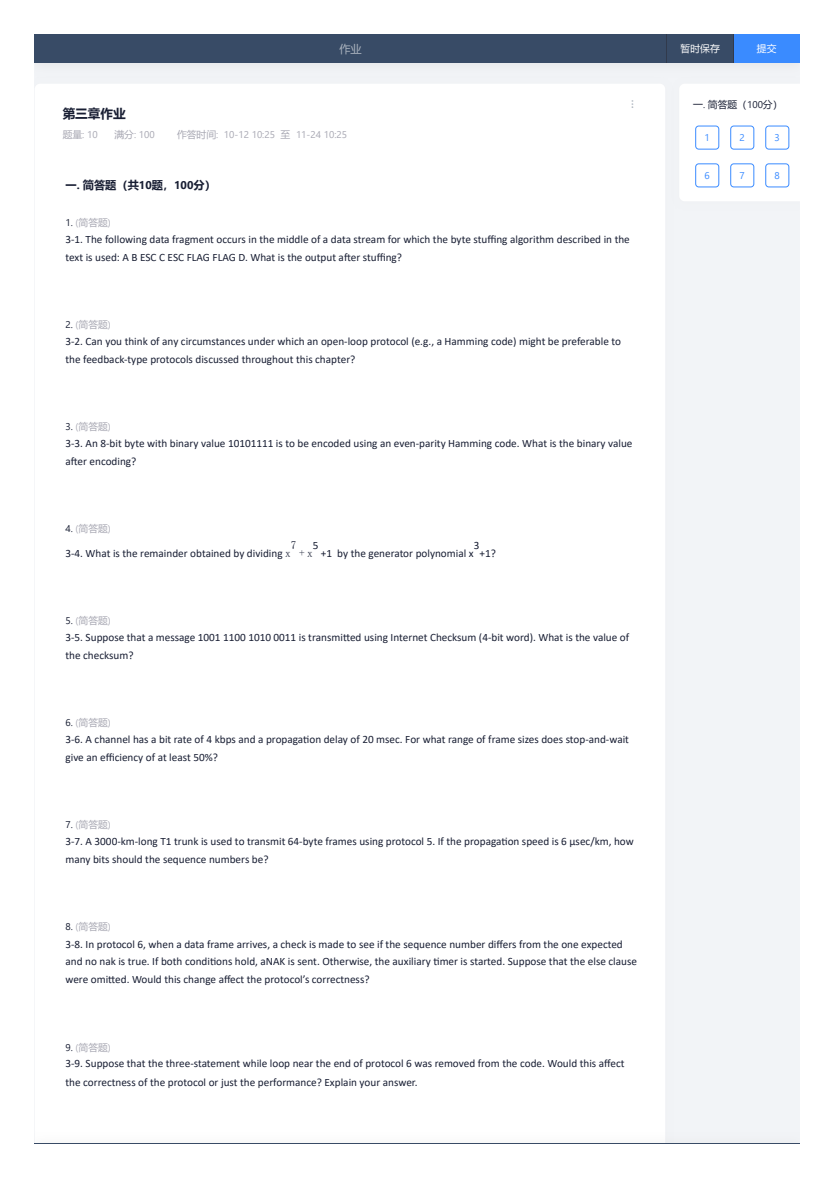 作业
暂时保存
提交
第三章作业
题量: 10 满分: 100 作答时间: 10-12 10:25 至 11-24 10:25
一. 简答题（100分）
1 2 3
6 7 8
一. 简答题（共10题，100分）
1. (简答题)
3-1. The following data fragment occurs in the middle of a data stream for which the byte stuffing algorithm described in the
text is used: A B ESC C ESC FLAG FLAG D. What is the output after stuffing?
2. (简答题)
3-2. Can you think of any circumstances under which an open-loop protocol (e.g., a Hamming code) might be preferable to
the feedback-type protocols discussed throughout this chapter?
3. (简答题)
3-3. An 8-bit byte with binary value 10101111 is to be encoded using an even-parity Hamming code. What is the binary value
after encoding?
4. (简答题)
3-4. What is the remainder obtained by dividing x^7 + x^5 +1 by the generator polynomial x^3+1?
5. (简答题)
3-5. Suppose that a message 1001 1100 1010 0011 is transmitted using Internet Checksum (4-bit word). What is the value of
the checksum?
6. (简答题)
3-6. A channel has a bit rate of 4 kbps and a propagation delay of 20 msec. For what range of frame sizes does stop-and-wait
give an efficiency of at least 50%?
7. (简答题)
3-7. A 3000-km-long T1 trunk is used to transmit 64-byte frames using protocol 5. If the propagation speed is 6 μsec/km, how
many bits should the sequence numbers be?
8. (简答题)
3-8. In protocol 6, when a data frame arrives, a check is made to see if the sequence number differs from the one expected
and no nak is true. If both conditions hold, aNAK is sent. Otherwise, the auxiliary timer is started. Suppose that the else clause
were omitted. Would this change affect the protocol's correctness?
9. (简答题)
3-9. Suppose that the three-statement while loop near the end of protocol 6 was removed from the code. Would this affect
the correctness of the protocol or just the performance? Explain your answer.